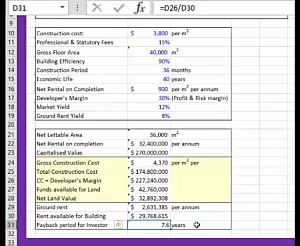 D31 fx =D26/D30
9
10 Construction cost: $ 3,800 per m²
11 Professional & Statutory Fees 15%
12 Gross Floor Area 40,000 m²
13 Building Efficiency 90%
14 Construction Period 36 months
15 Economic Life 40 years
16 Net Rental on Completion $ 900 per m² per annum
17 Developer's Margin 30% (Profit & Risk margin)
18 Market Yield 12%
19 Ground Rent Yield 8%
20
21 Net Lettable Area 36,000 m²
22 Net Rental on completion $ 32,400,000 per annum
23 Capitalised Value $ 270,000,000
24 Gross Construction Cost $ 4,370 per m² per
25 Total Construction Cost $ 174,800,000
26 CC + Developer's Margin $ 227,240,000
27 Funds available for Land $ 42,760,000
28 Net Land Value $ 32,892,308
29 Ground rent $ 2,631,385 per annum
30 Rent available for Building $ 29,768,615
31 Payback period for Investor 7.6 years